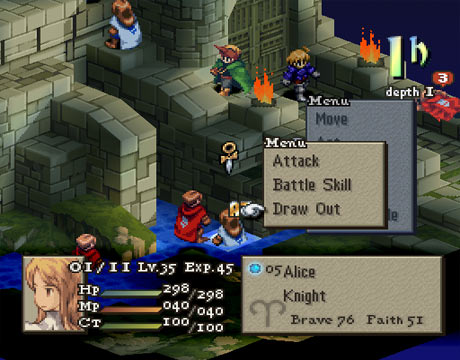 1h
3
depth 1
Menu
Move
Menu
Attack
Battle Skill
Draw Out
01/11 Lv.35 Exp.45
Hp 298/298
Mp 040/040
CT 100/100
05 Alice
Knight
Brave 76 Faith 51